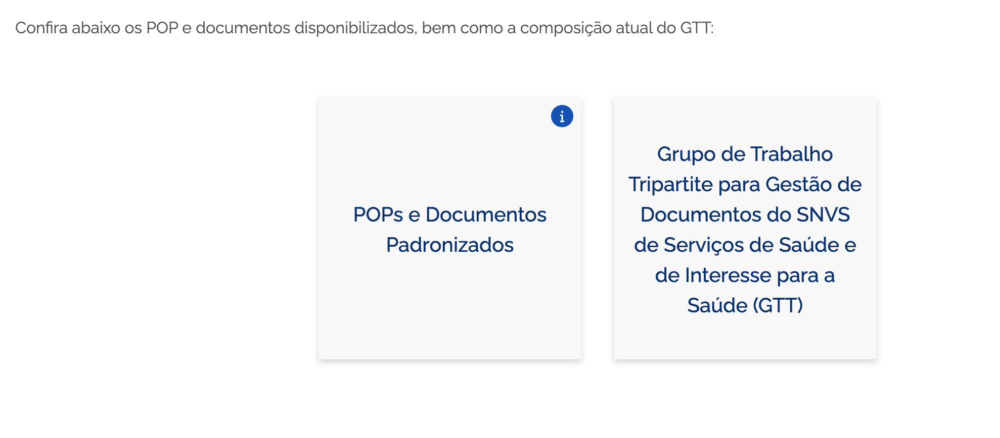 Confira abaixo os POP e documentos disponibilizados, bem como a composição atual do GTT:
i
POPs e Documentos
Padronizados
Grupo de Trabalho
Tripartite para Gestão de
Documentos do SNVS
de Serviços de Saúde e
de Interesse para a
Saúde (GTT)